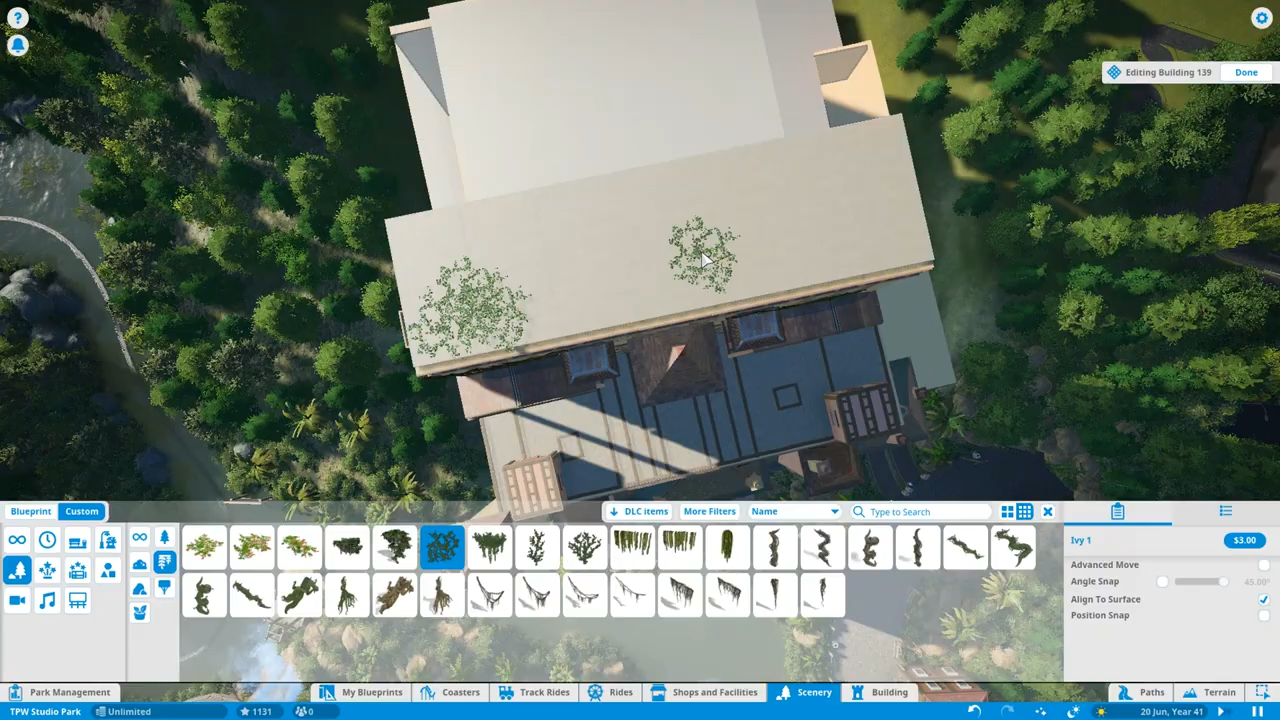 ?
Editing Building 139 Done
Blueprint Custom DLC items More Filters Name Type to Search
Ivy 1 $3.00
Advanced Move
Angle Snap 45.00°
Align To Surface
Position Snap
Park Management My Blueprints Coasters Track Rides Rides Shops and Facilities Scenery Building Paths Terrain
TPW Studio Park Unlimited 1131 0 20 Jun, Year 41